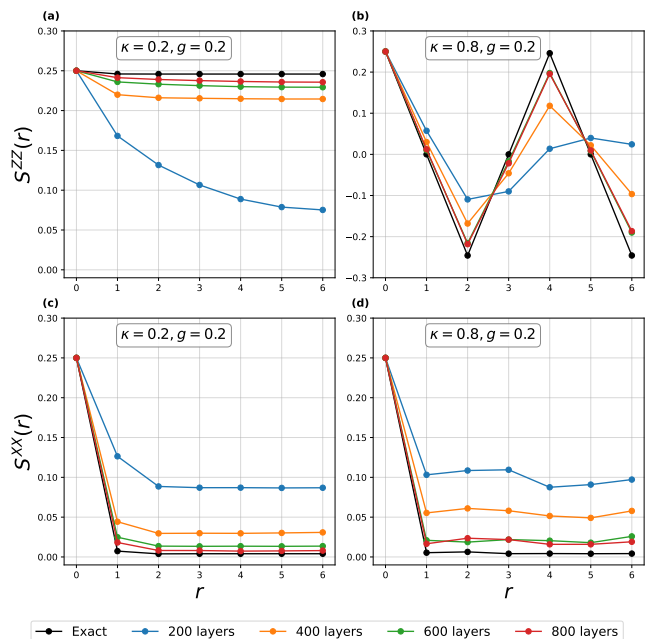 (a)
κ = 0.2, g = 0.2
S^{ZZ}(r)
0.30
0.25
0.20
0.15
0.10
0.05
0.00
0 1 2 3 4 5 6
(b)
κ = 0.8, g = 0.2
0.3
0.2
0.1
0.0
−0.1
−0.2
−0.3
0 1 2 3 4 5 6
(c)
κ = 0.2, g = 0.2
S^{XX}(r)
0.30
0.25
0.20
0.15
0.10
0.05
0.00
0 1 2 3 4 5 6
r
(d)
κ = 0.8, g = 0.2
0.30
0.25
0.20
0.15
0.10
0.05
0.00
0 1 2 3 4 5 6
r
Exact 200 layers 400 layers 600 layers 800 layers